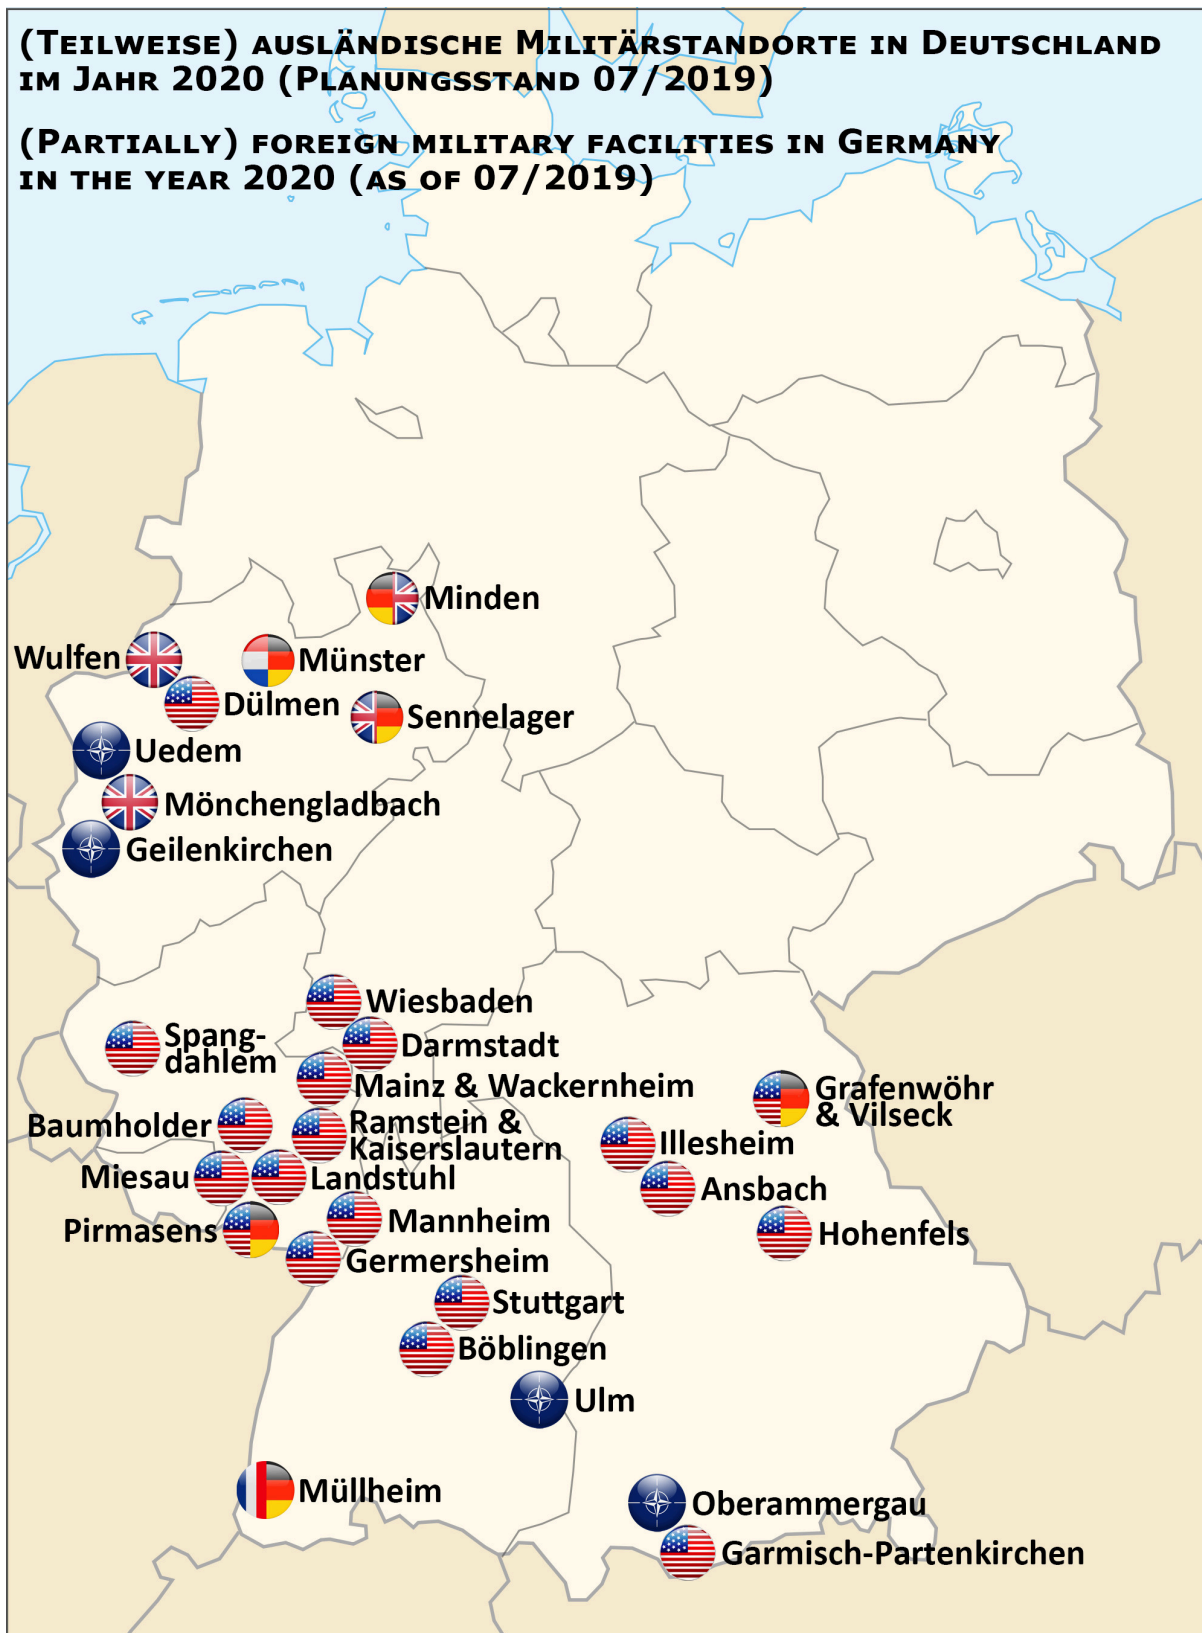 (Teilweise) ausländische Militärstandorte in Deutschland
im Jahr 2020 (Planungsstand 07/2019)
(Partially) foreign military facilities in Germany
in the year 2020 (as of 07/2019)
Minden
Wulfen
Münster
Dülmen
Sennelager
Uedem
Mönchengladbach
Geilenkirchen
Wiesbaden
Spang-
dahlem
Darmstadt
Mainz & Wackernheim
Grafenwöhr
& Vilseck
Baumholder
Ramstein &
Kaiserslautern
Illesheim
Miesau
Landstuhl
Ansbach
Pirmasens
Mannheim
Hohenfels
Germersheim
Stuttgart
Böblingen
Ulm
Müllheim
Oberammergau
Garmisch-Partenkirchen